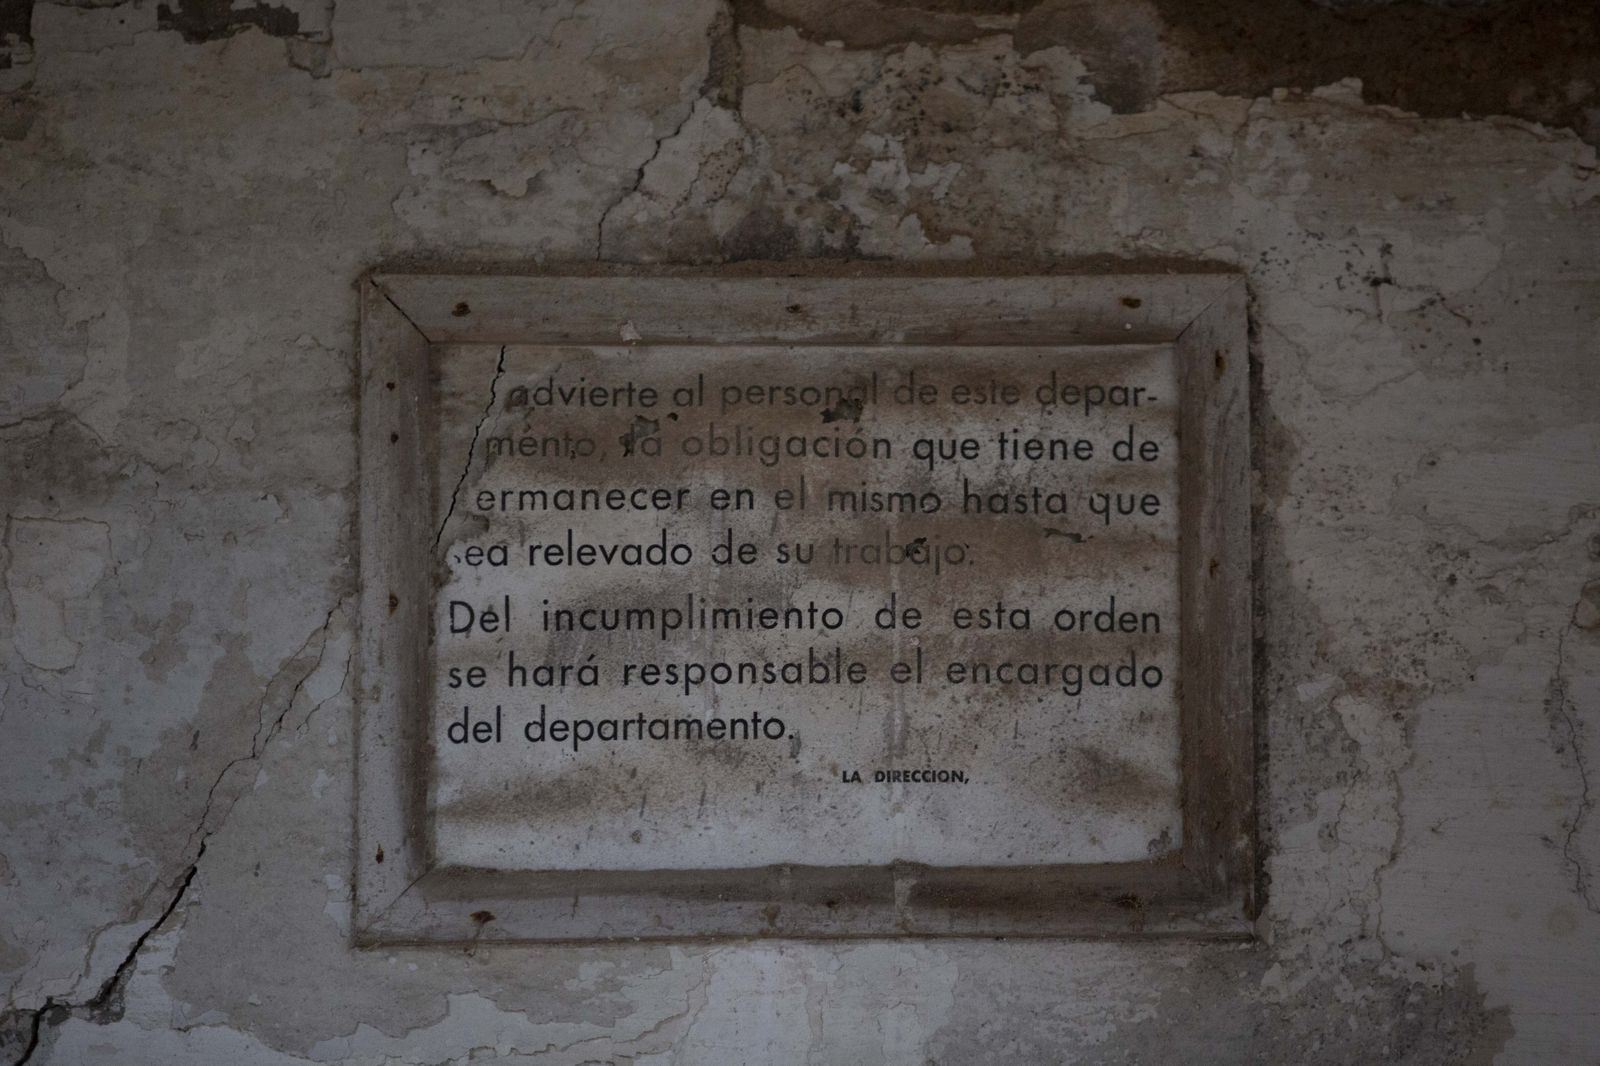 advierte al personal de este depar-
mento, la obligación que tiene de
ermanecer en el mismo hasta que
sea relevado de su trabajo.
Del incumplimiento de esta orden
se hará responsable el encargado
del departamento.
LA DIRECCION,